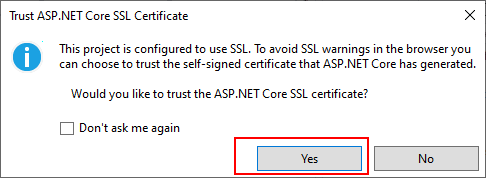 Trust ASP.NET Core SSL Certificate
This project is configured to use SSL. To avoid SSL warnings in the browser you
can choose to trust the self-signed certificate that ASP.NET Core has generated.
Would you like to trust the ASP.NET Core SSL certificate?
Don't ask me again
Yes
No